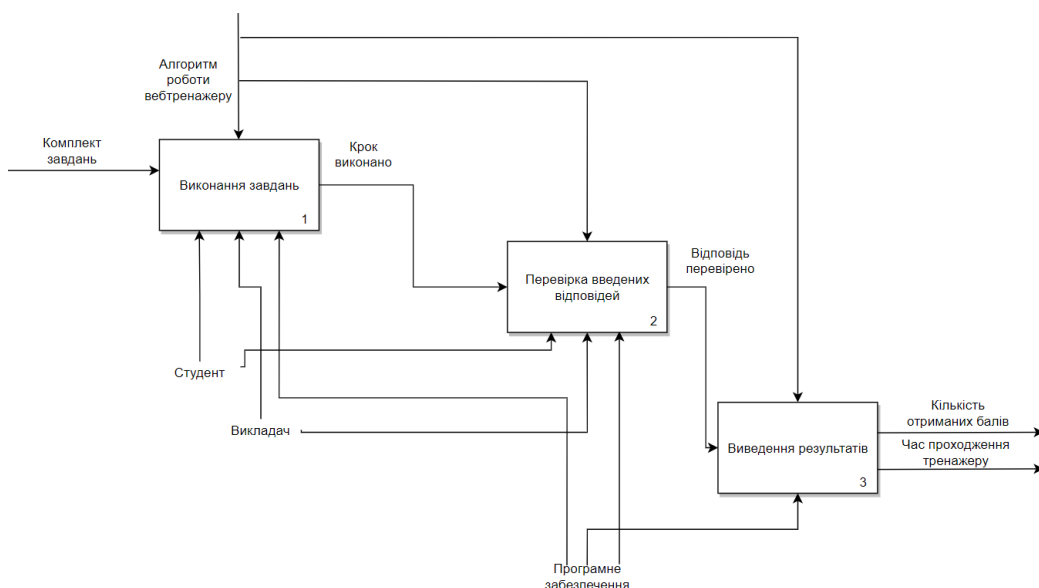 Алгоритм
роботи
вебтренажеру
Комплект
завдань
Крок
виконано
Виконання завдань
1
Перевірка введених
відповідей
2
Відповідь
перевірено
Студент
Викладач
Виведення результатів
3
Кількість
отриманих балів
Час проходження
тренажеру
Програмне
забезпечення